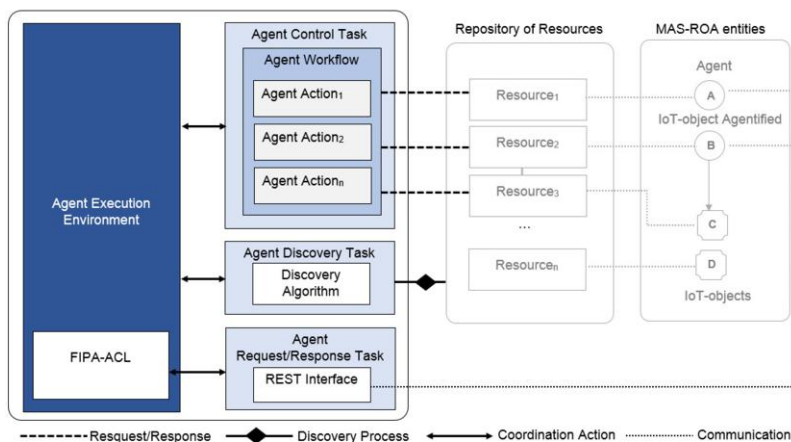 Agent Control Task
Agent Workflow
Agent Action1
Agent Action2
Agent Actionn
Agent Execution
Environment
FIPA-ACL
Agent Discovery Task
Discovery
Algorithm
Agent
Request/Response Task
REST Interface
Repository of Resources
Resource1
Resource2
Resource3
...
Resourcen
MAS-ROA entities
Agent
A
IoT-object Agentified
B
C
D
IoT-objects
Resquest/Response
Discovery Process
Coordination Action
Communication